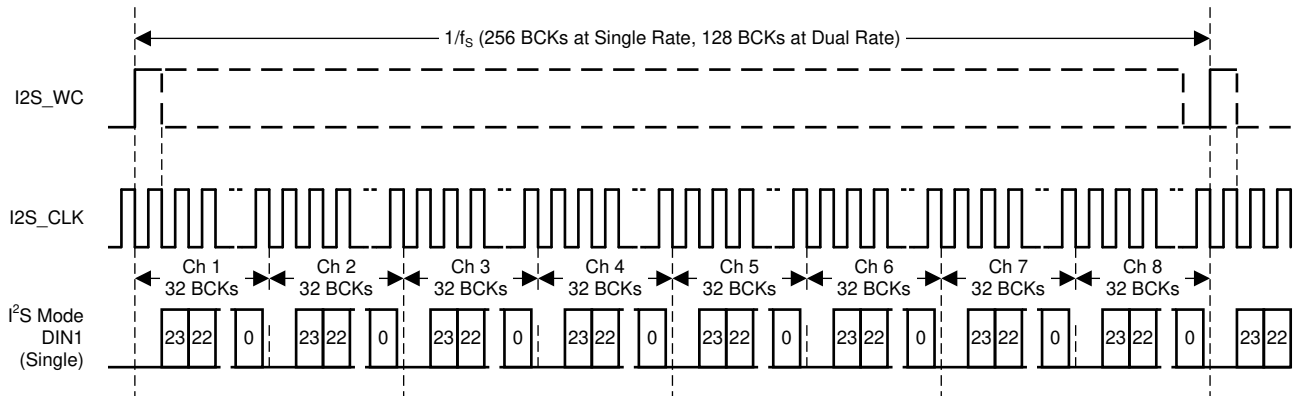 1/fS (256 BCKs at Single Rate, 128 BCKs at Dual Rate)
I2S_WC
I2S_CLK
Ch 1 Ch 2 Ch 3 Ch 4 Ch 5 Ch 6 Ch 7 Ch 8
32 BCKs 32 BCKs 32 BCKs 32 BCKs 32 BCKs 32 BCKs 32 BCKs 32 BCKs
I²S Mode
DIN1
(Single)
23 22 0 23 22 0 23 22 0 23 22 0 23 22 0 23 22 0 23 22 0 23 22 0 23 22